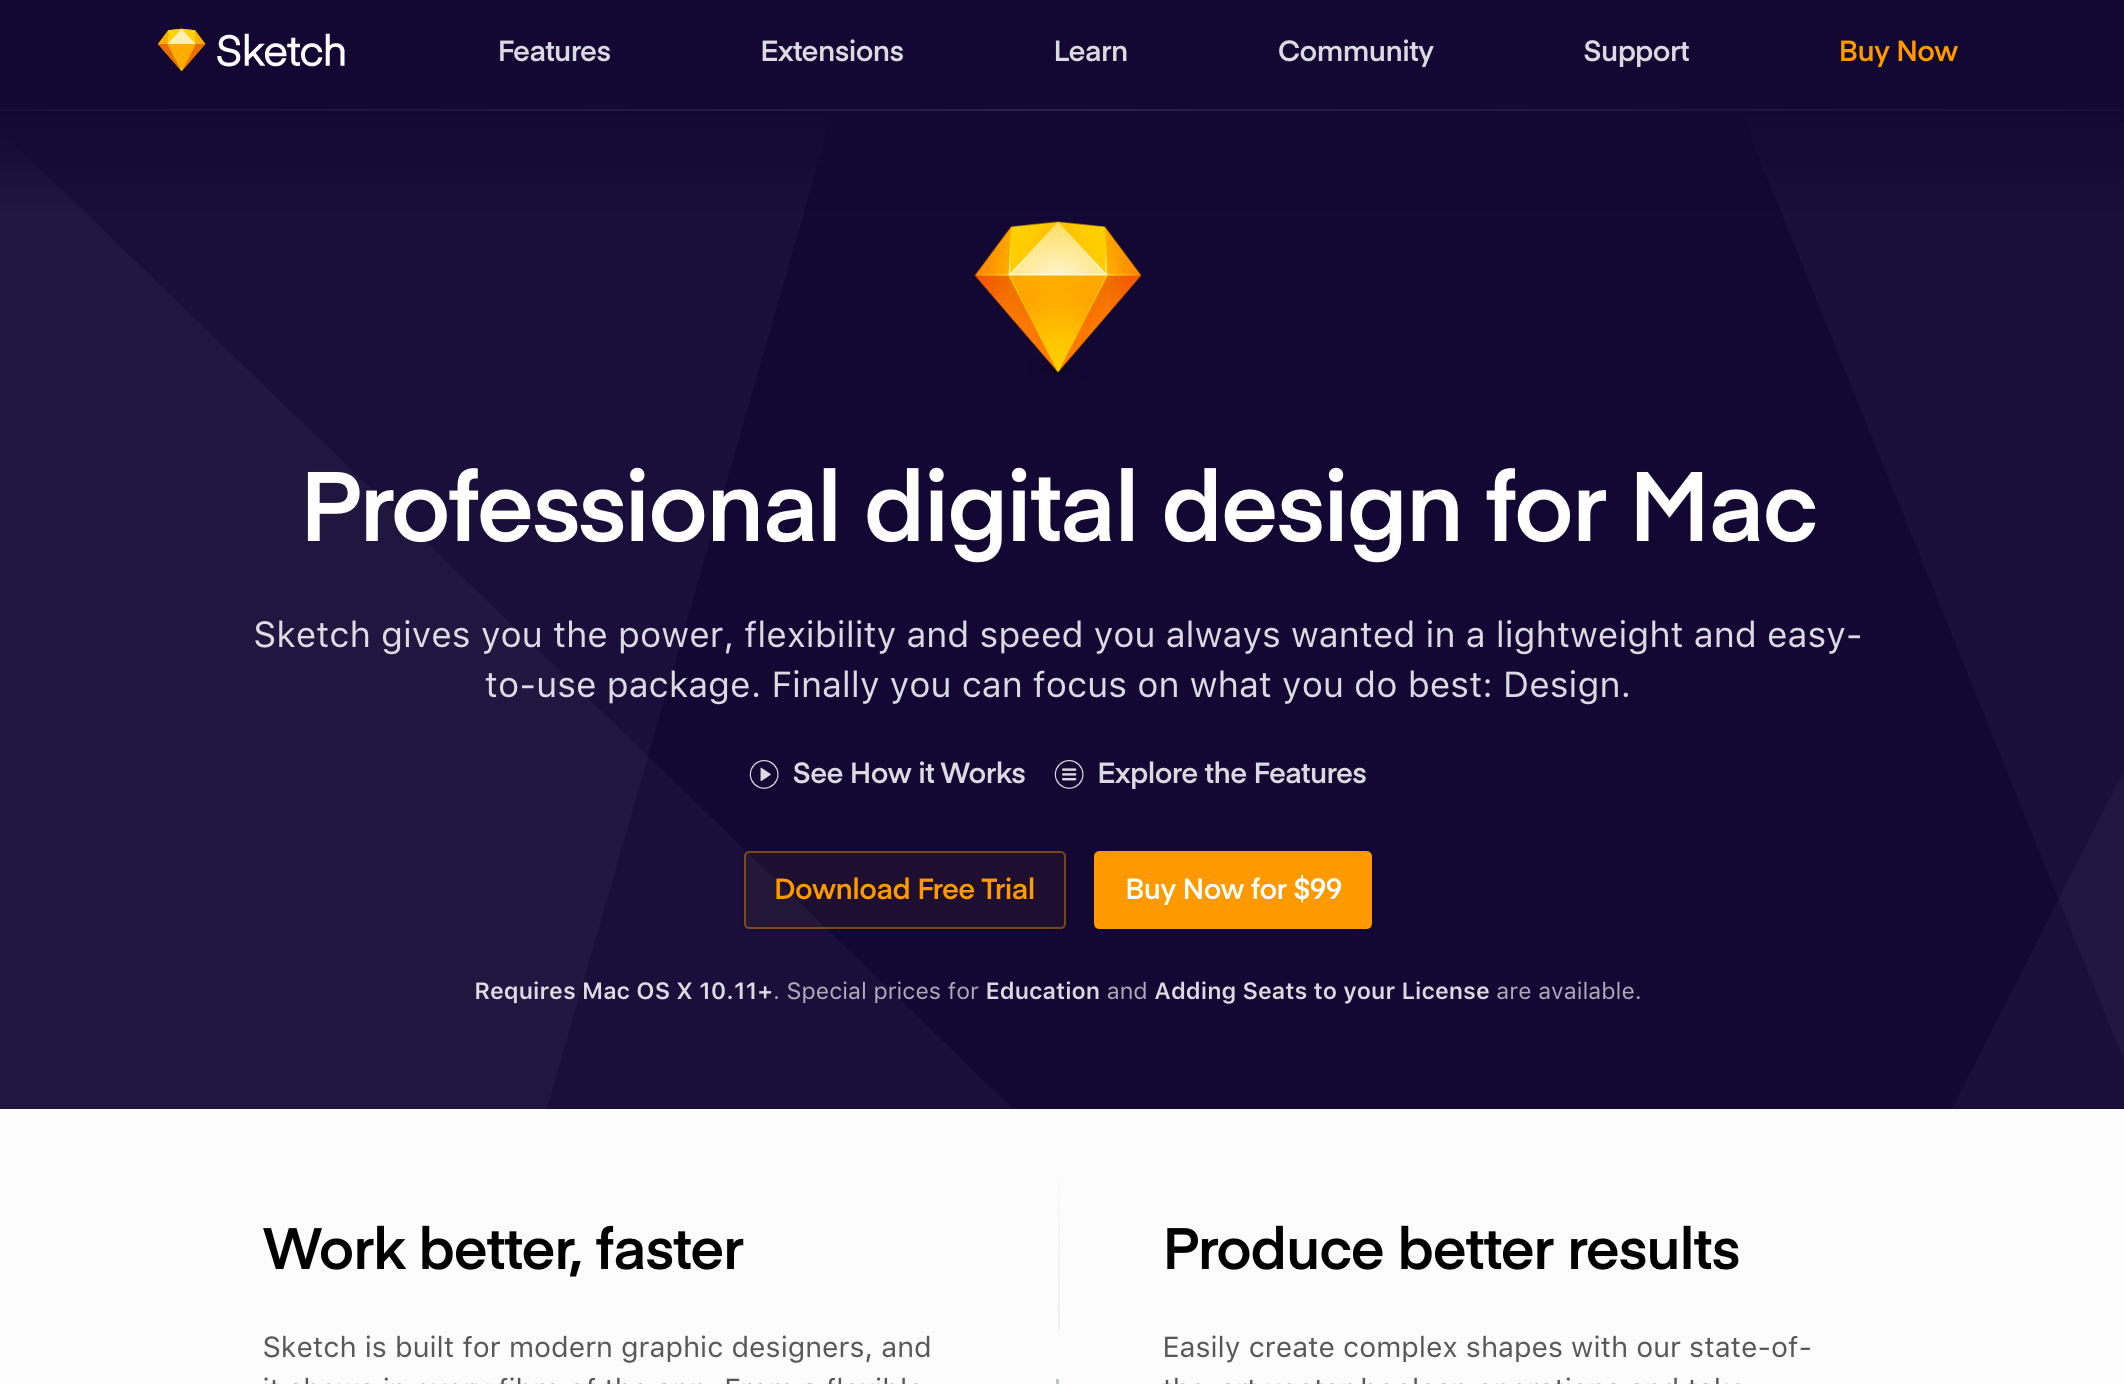 Sketch
Features
Extensions
Learn
Community
Support
Buy Now
Professional digital design for Mac
Sketch gives you the power, flexibility and speed you always wanted in a lightweight and easy-
to-use package. Finally you can focus on what you do best: Design.
See How it Works
Explore the Features
Download Free Trial
Buy Now for $99
Requires Mac OS X 10.11+. Special prices for Education and Adding Seats to your License are available.
Work better, faster
Sketch is built for modern graphic designers, and
Produce better results
Easily create complex shapes with our state-of-